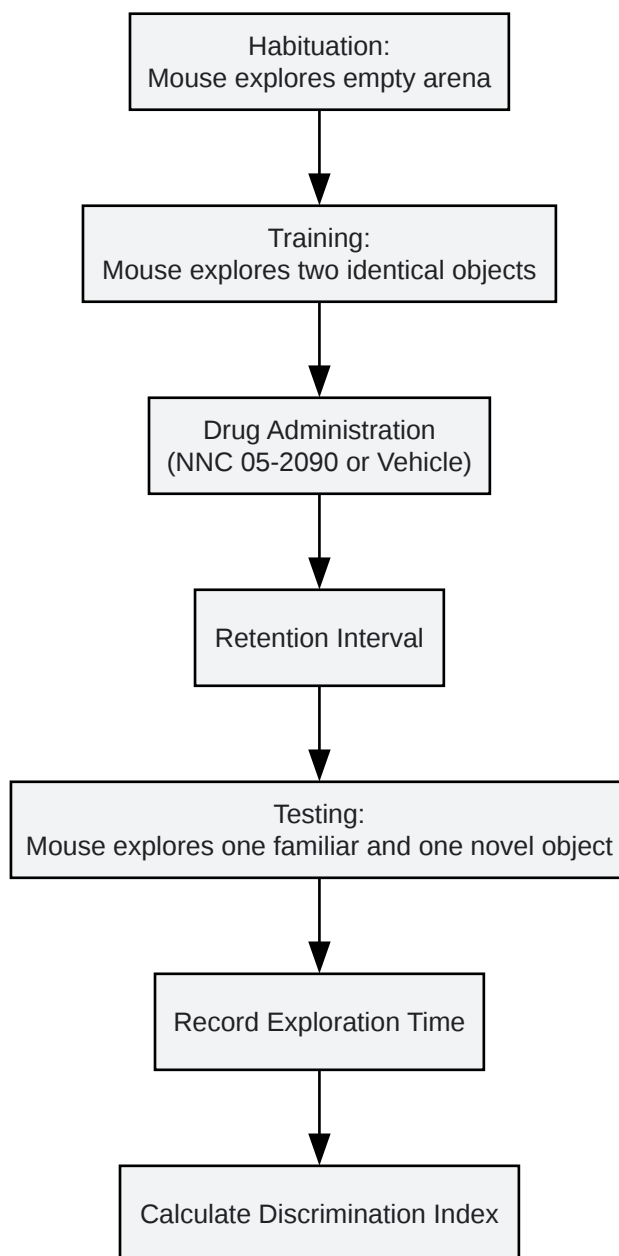 Habituation:
Mouse explores empty arena
Training:
Mouse explores two identical objects
Drug Administration
(NNC 05-2090 or Vehicle)
Retention Interval
Testing:
Mouse explores one familiar and one novel object
Record Exploration Time
Calculate Discrimination Index